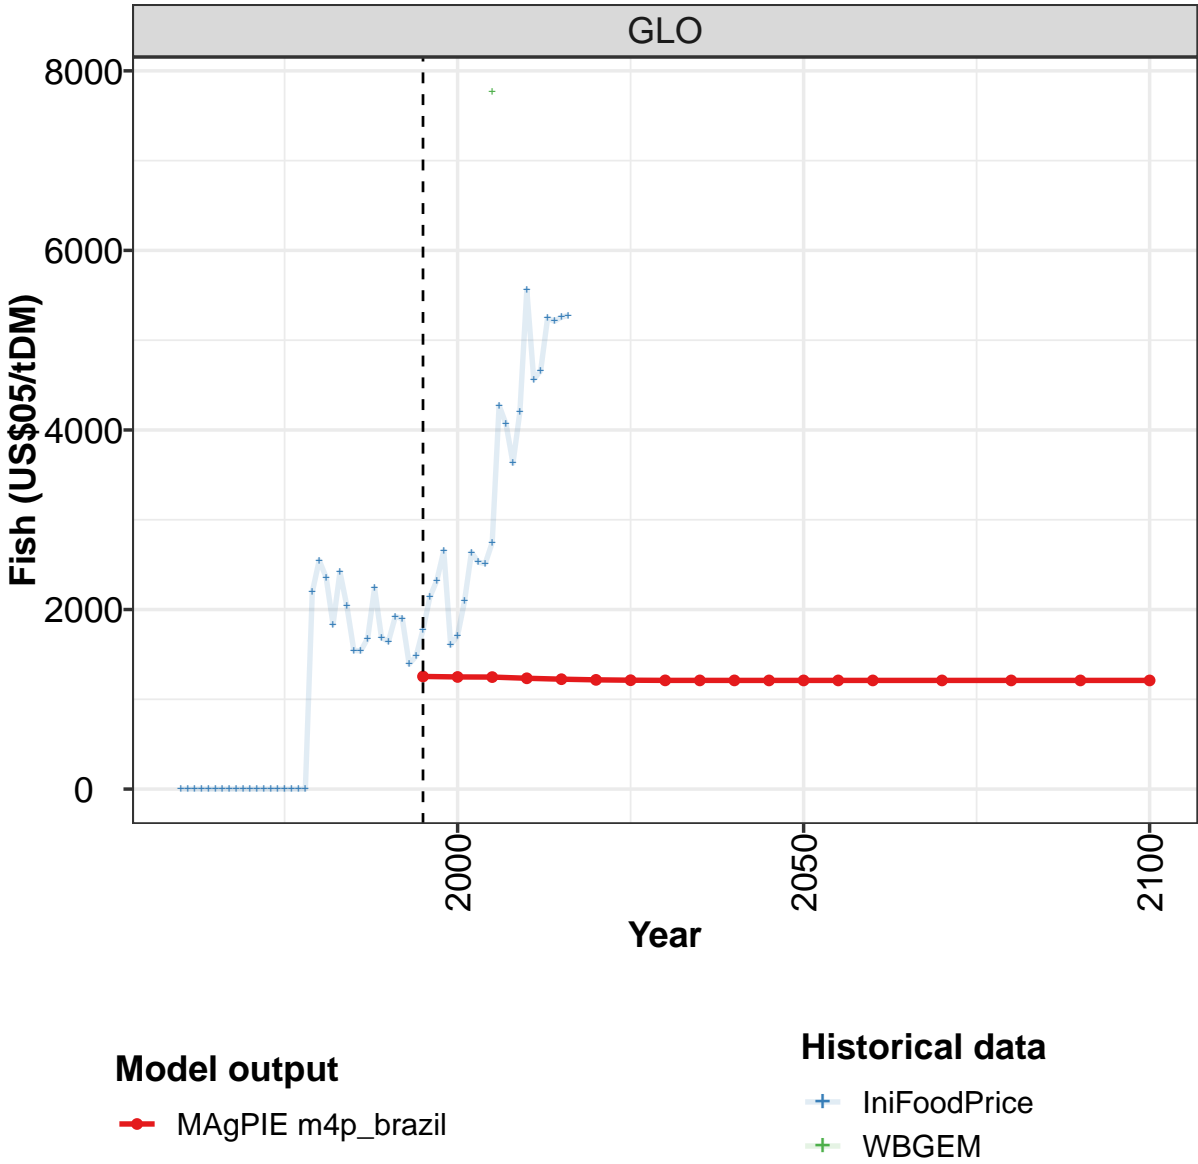 GLO
8000
6000
4000
2000
0
Fish (US$05/tDM)
2000
2050
2100
Year
Model output
MAgPIE m4p_brazil
Historical data
IniFoodPrice
WBGEM